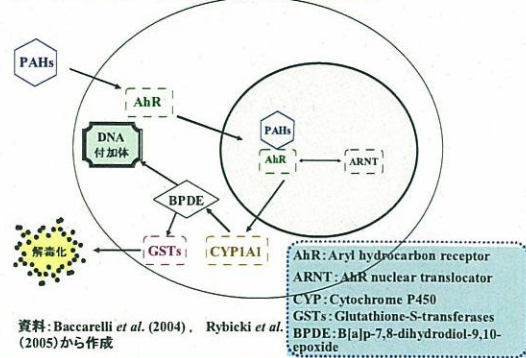 PAHs
AhR
PAHs
DNA
付加体
AhR
ARNT
BPDE
解毒化
GSTs
CYP1A1
AhR:Aryl hydrocarbon receptor
ARNT:AhR nuclear translocator
CYP:Cytochrome P450
GSTs:Glutathione-S-transferases
BPDE:B[a]p-7,8-dihydrodiol-9,10-
epoxide
資料:Baccarelli et al. (2004), Rybicki et al.
(2005)から作成